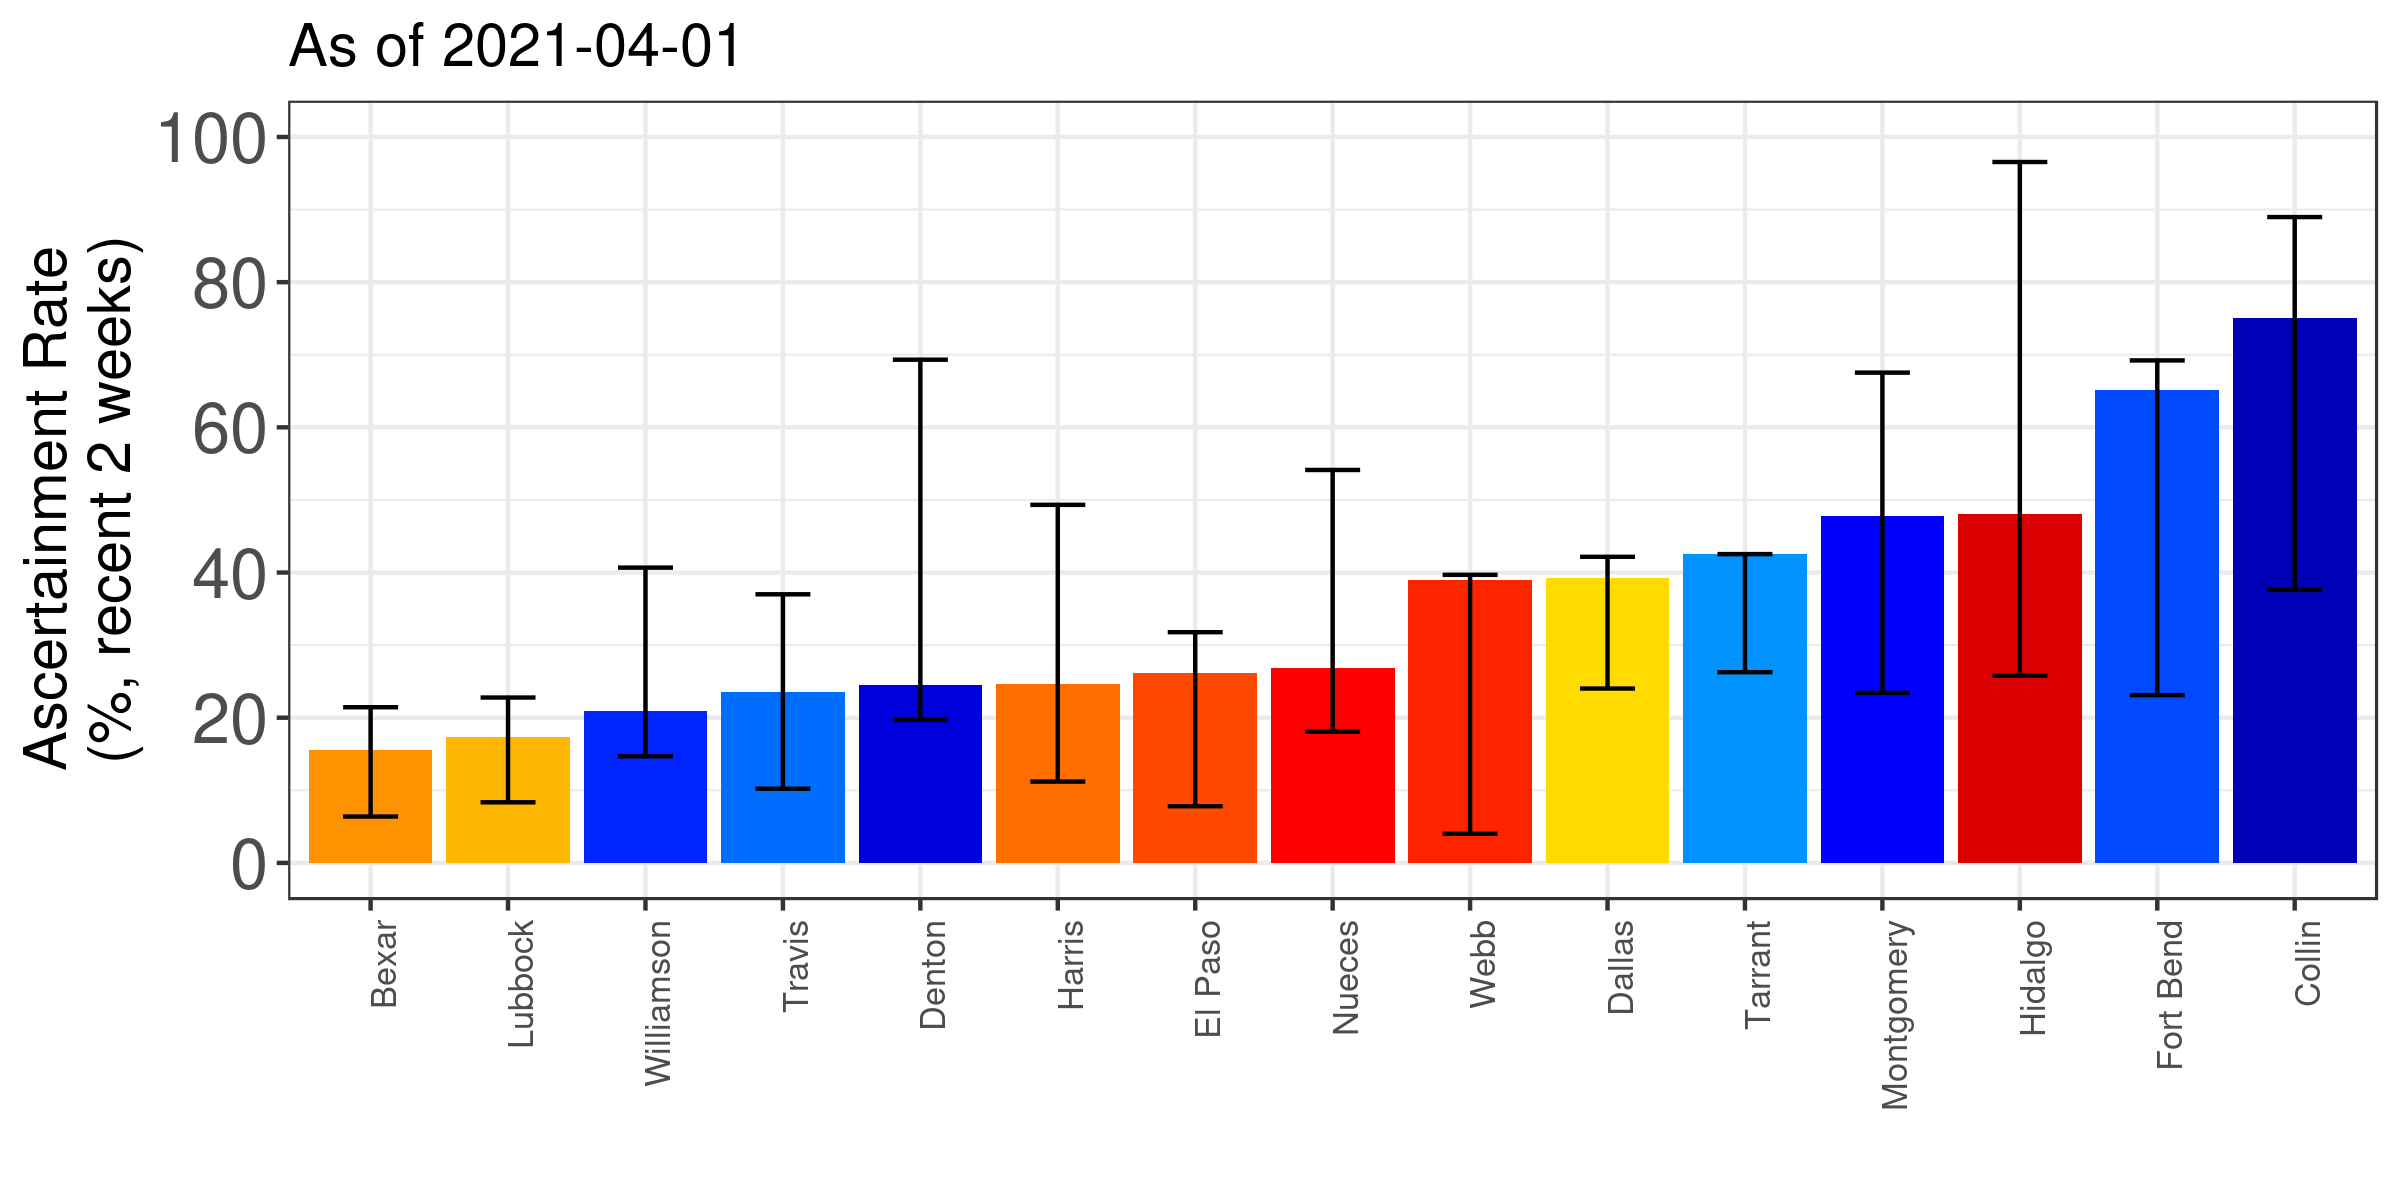 As of 2021-04-01
Ascertainment Rate
(%, recent 2 weeks)
100
80
60
40
20
0
Bexar
Lubbock
Williamson
Travis
Denton
Harris
El Paso
Nueces
Webb
Dallas
Tarrant
Montgomery
Hidalgo
Fort Bend
Collin